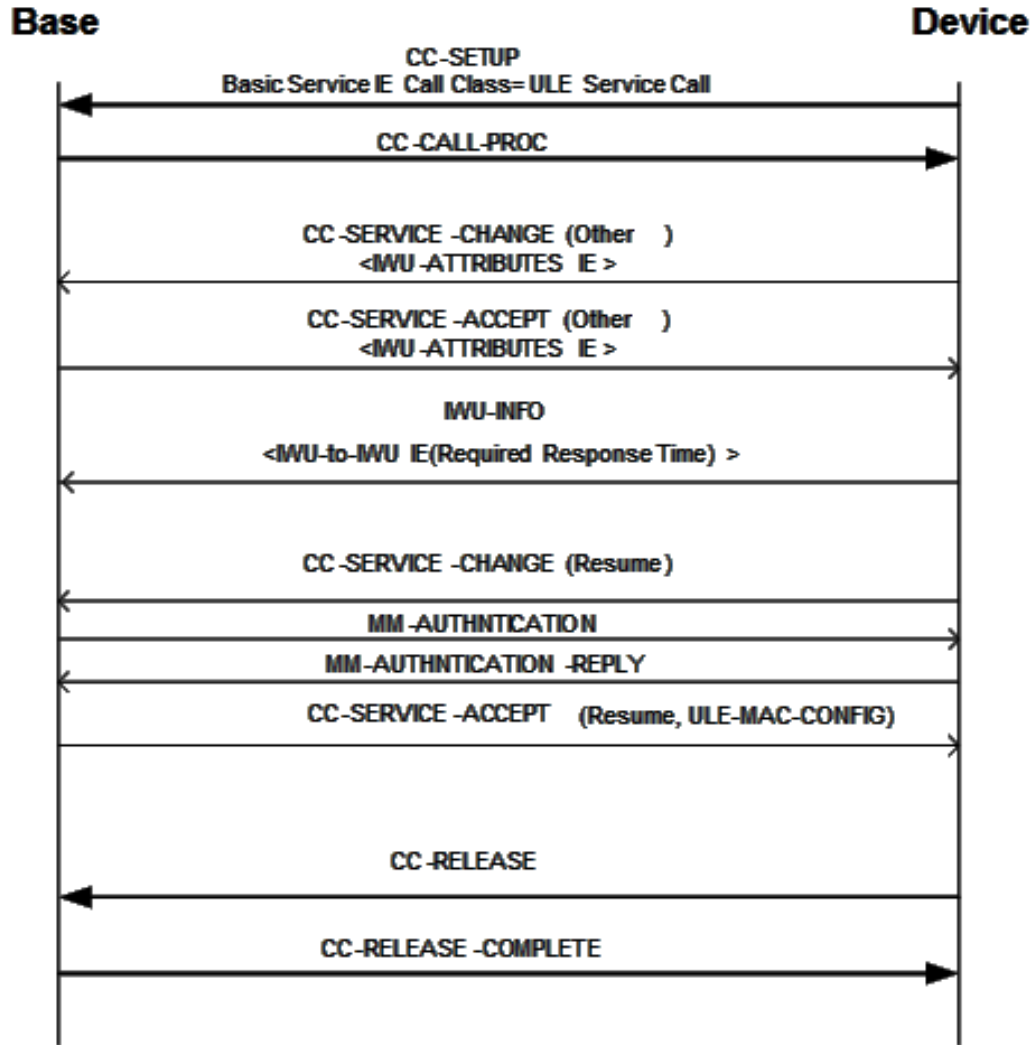 Base
Device
CC-SETUP
Basic Service IE Call Class= ULE Service Call
CC-CALL-PROC
CC-SERVICE-CHANGE (Other )
<IWU-ATTRIBUTES IE>
CC-SERVICE-ACCEPT (Other )
<IWU-ATTRIBUTES IE>
IWU-INFO
<IWU-to-IWU IE(Required Response Time) >
CC-SERVICE-CHANGE (Resume)
MM-AUTHNTICATION
MM-AUTHNTICATION-REPLY
CC-SERVICE-ACCEPT (Resume, ULE-MAC-CONFIG)
CC-RELEASE
CC-RELEASE-COMPLETE